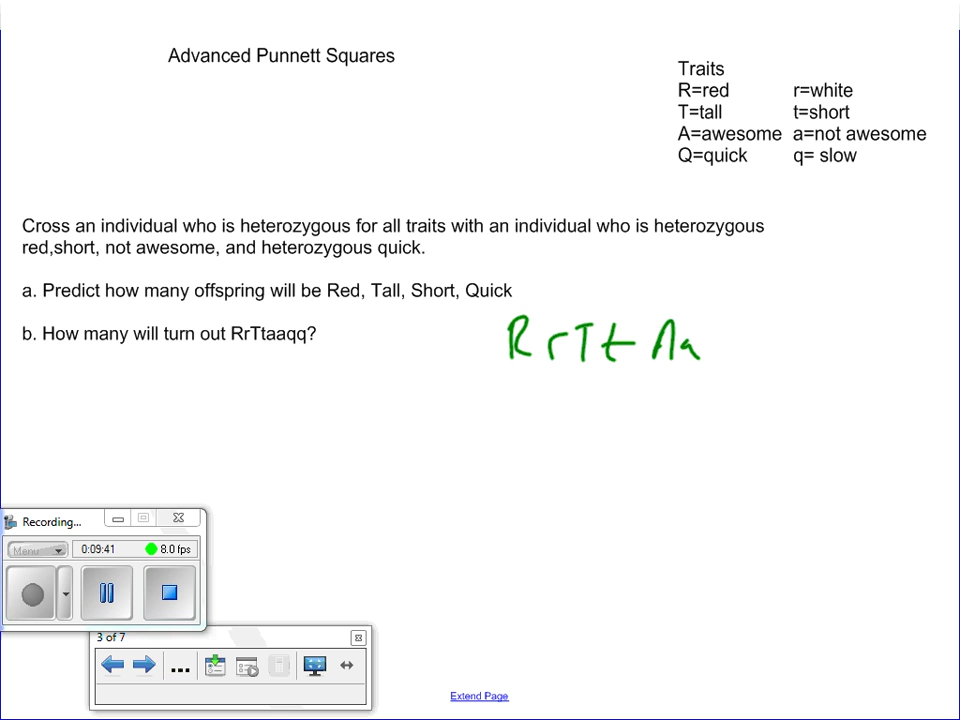 Advanced Punnett Squares
Traits
R=red r=white
T=tall t=short
A=awesome a=not awesome
Q=quick q= slow
Cross an individual who is heterozygous for all traits with an individual who is heterozygous
red,short, not awesome, and heterozygous quick.
a. Predict how many offspring will be Red, Tall, Short, Quick
b. How many will turn out RrTtaaqq?
RrTtAa
Recording...
Menu 0:09:41 8.0 fps
3 of 7
...
Extend Page